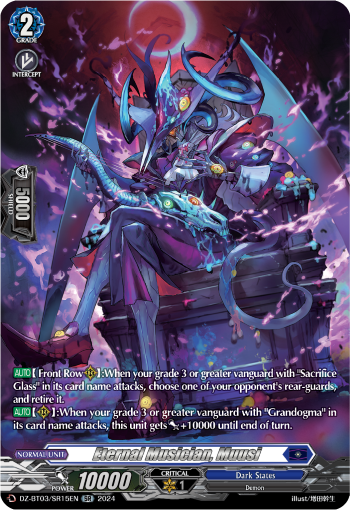 2
GRADE
INTERCEPT
5000
SHIELD
AUTO【Front Row Ⓡ】:When your grade 3 or greater vanguard with "Sacrifice
Glass" in its card name attacks, choose one of your opponent's rear-guards,
and retire it.
AUTO【Ⓡ】:When your grade 3 or greater vanguard with "Grandogma" in
its card name attacks, this unit gets +10000 until end of turn.
NORMAL UNIT
Eternal Musician, Muusi
POWER 10000
CRITICAL
1
Dark States
Demon
DZ-BT03/SR15EN SR 2024
illust/増田幹生